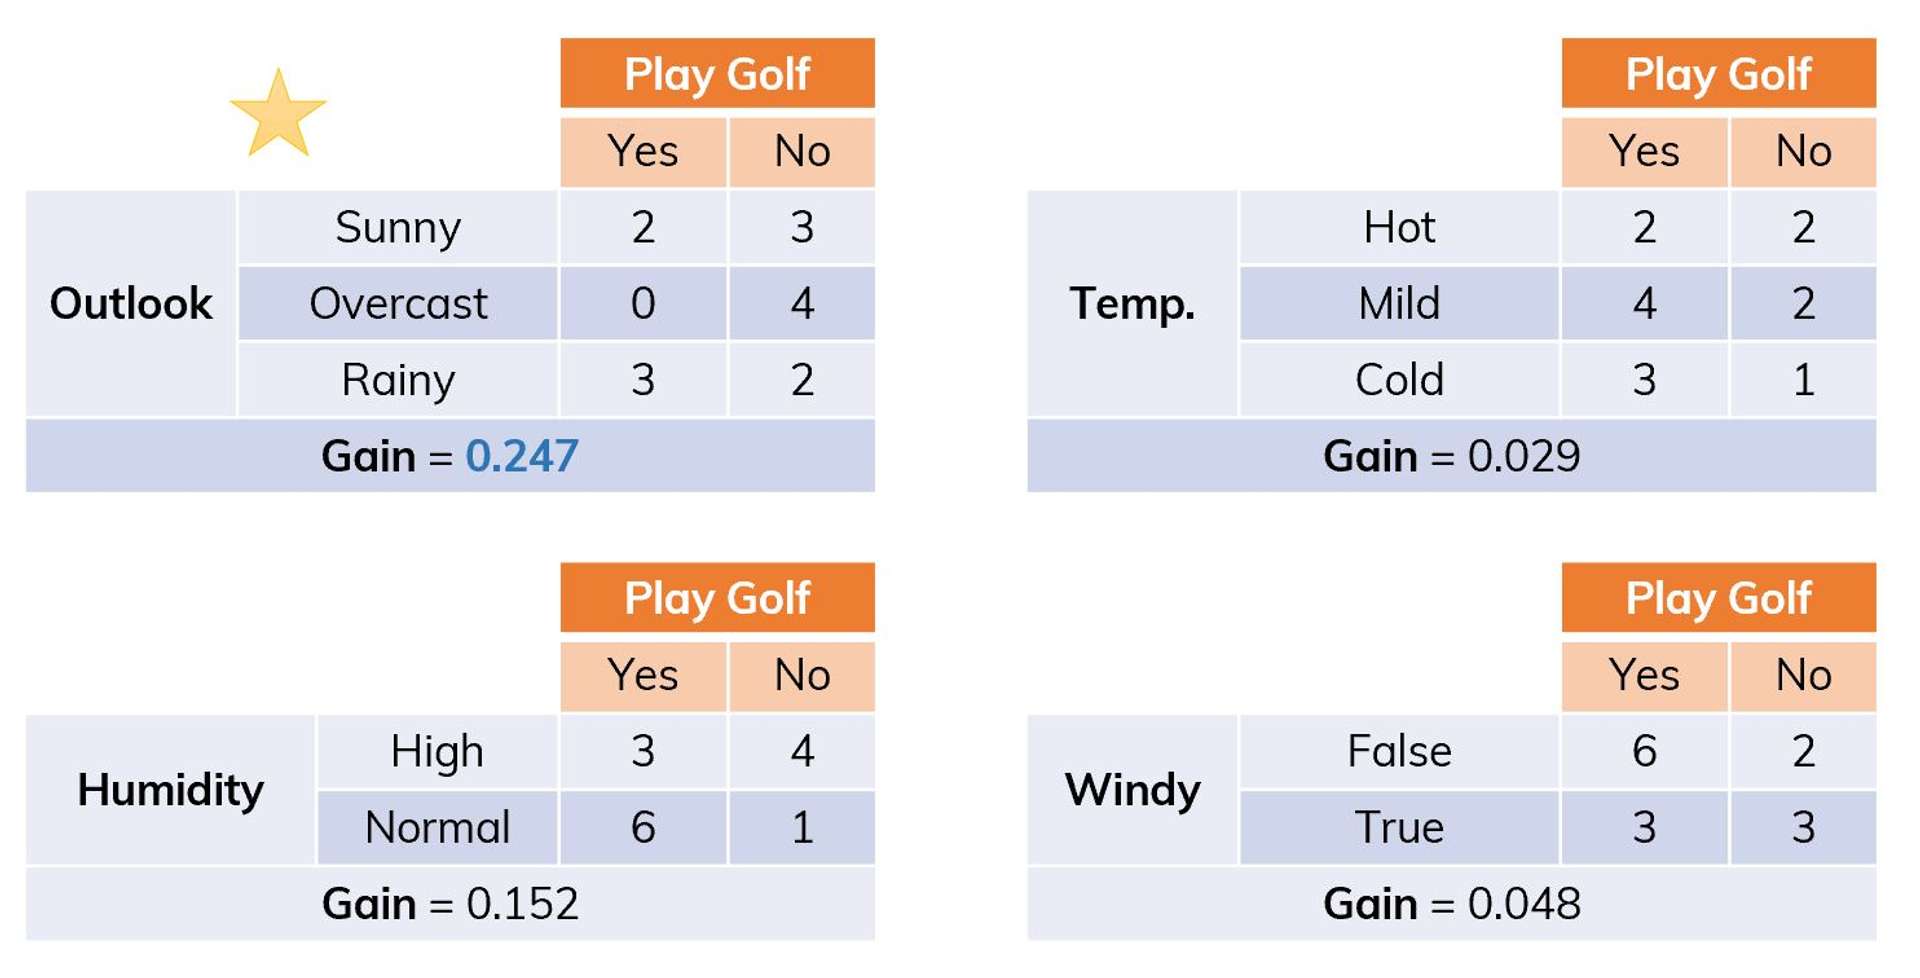 Play Golf
Yes No
Outlook
Sunny 2 3
Overcast 0 4
Rainy 3 2
Gain = 0.247
Play Golf
Yes No
Temp.
Hot 2 2
Mild 4 2
Cold 3 1
Gain = 0.029
Play Golf
Yes No
Humidity
High 3 4
Normal 6 1
Gain = 0.152
Play Golf
Yes No
Windy
False 6 2
True 3 3
Gain = 0.048